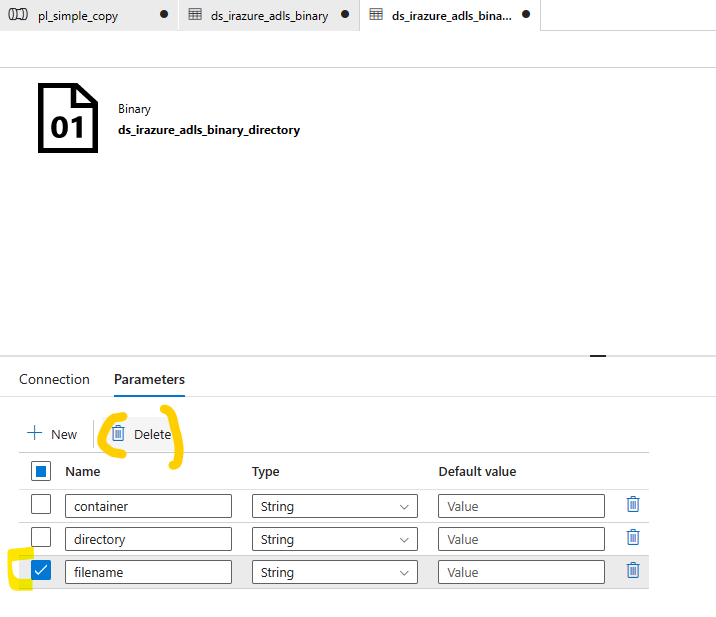 pl_simple_copy ds_irazure_adls_binary ds_irazure_adls_bina...
01
Binary
ds_irazure_adls_binary_directory
Connection Parameters
New Delete
Name Type Default value
container String Value
directory String Value
filename String Value